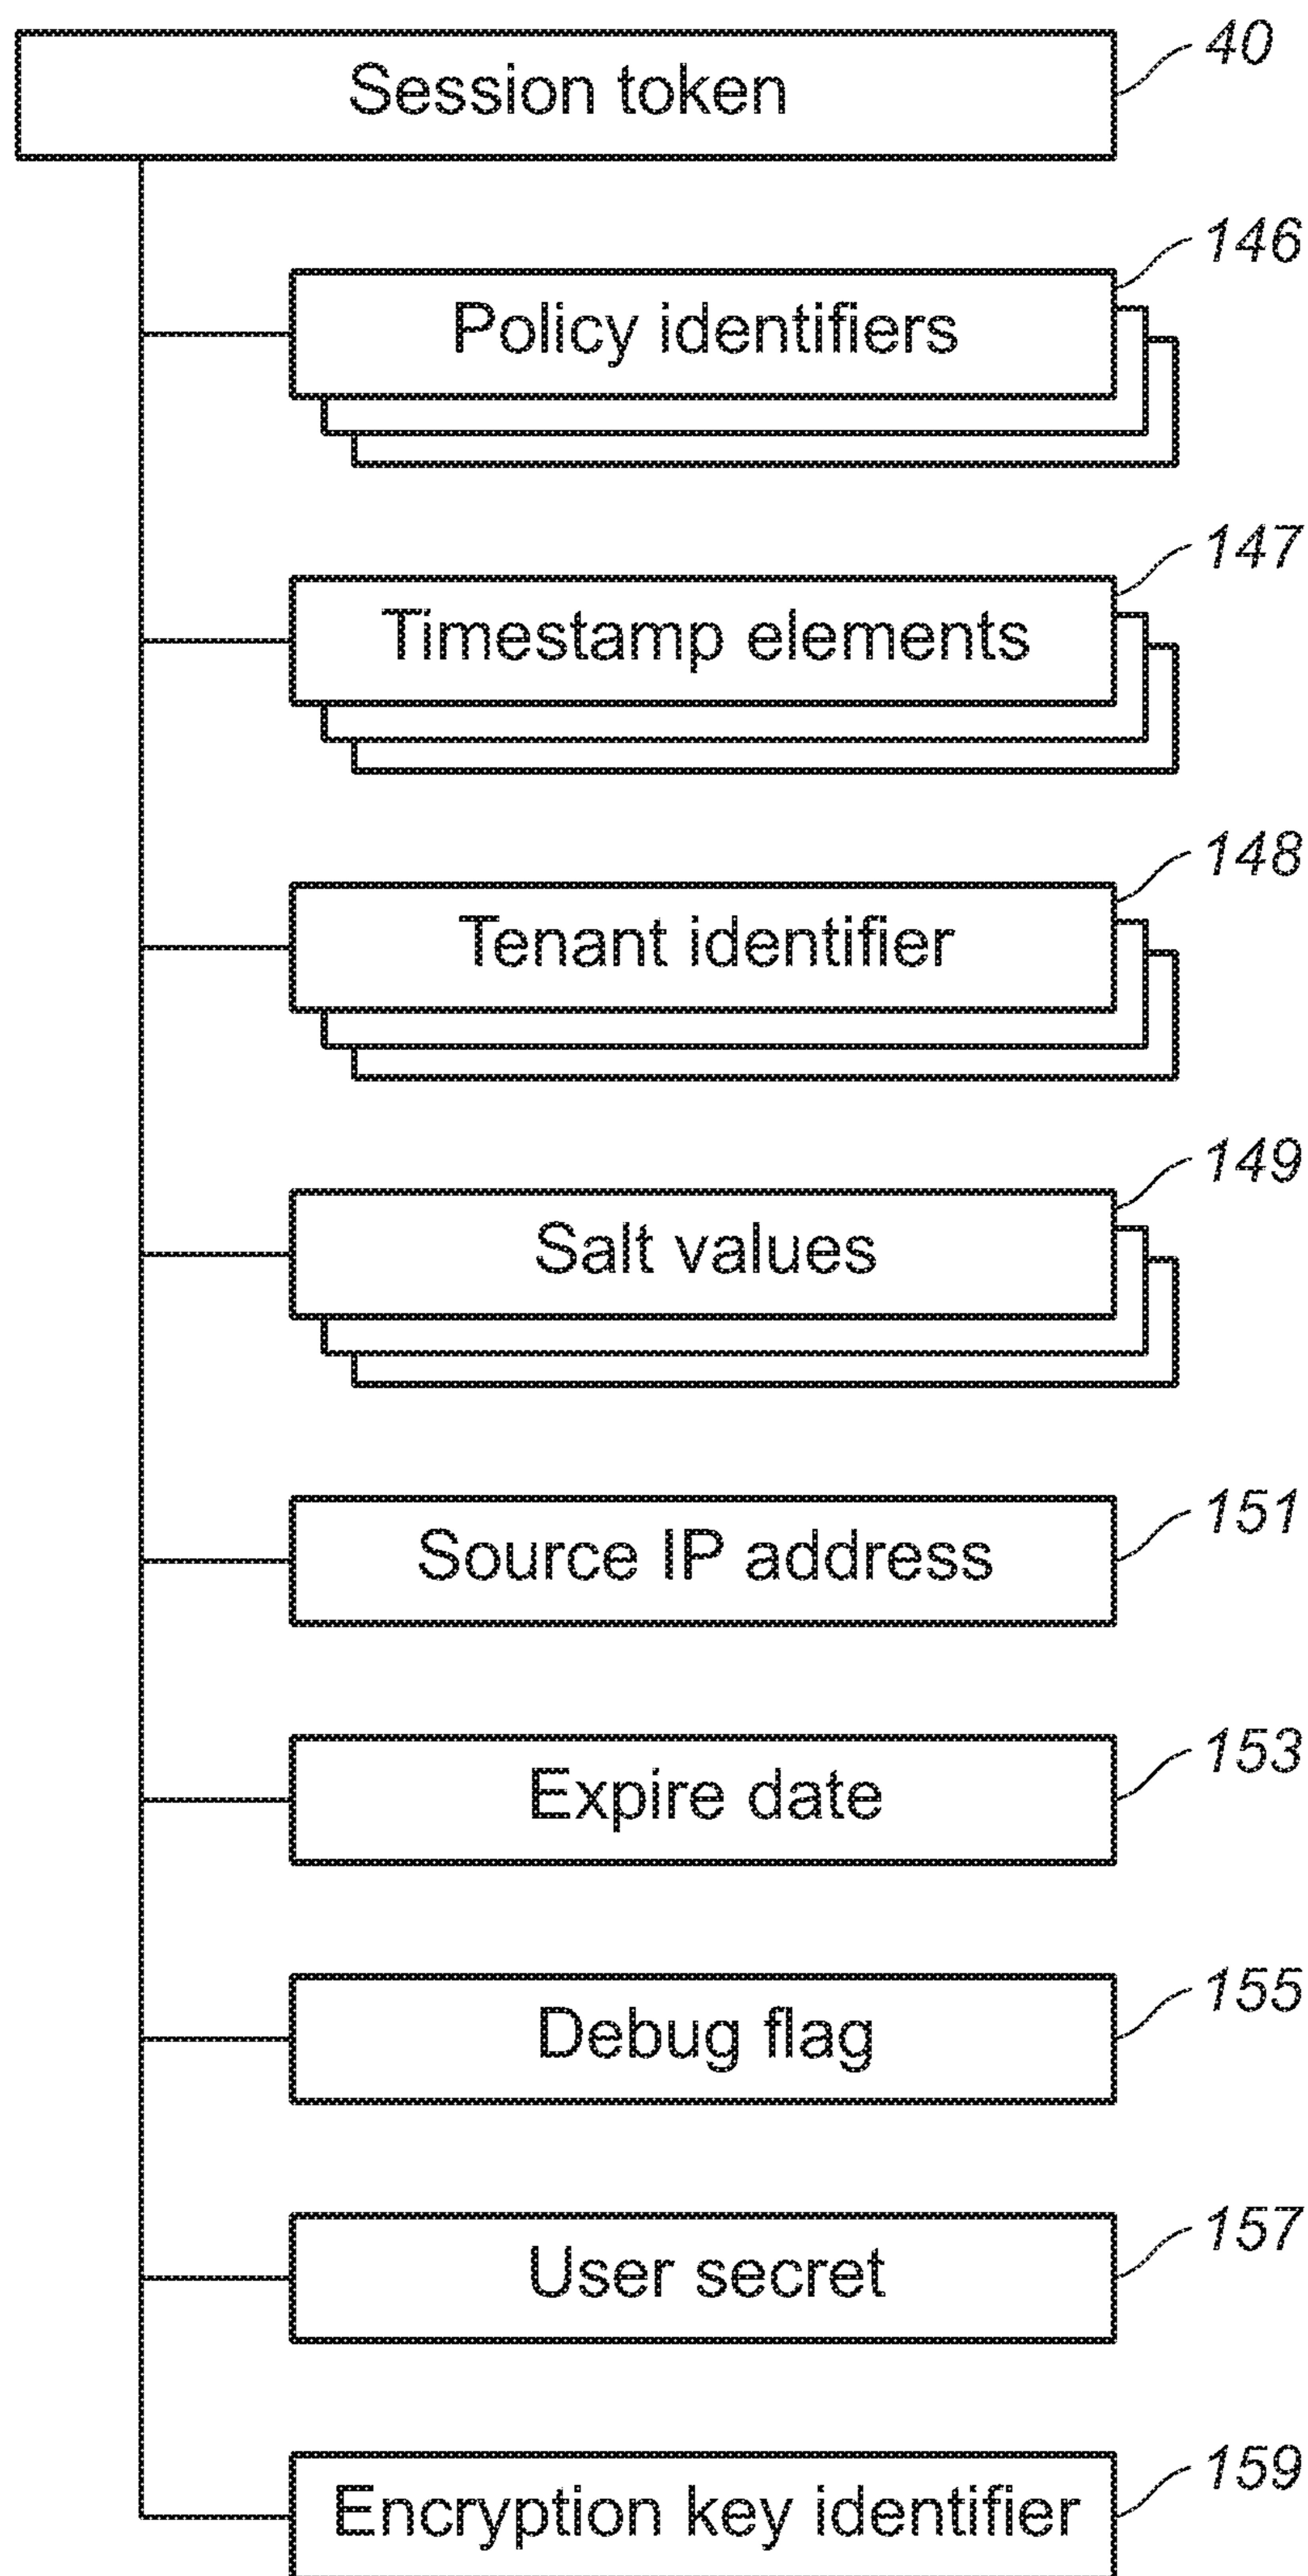 Session token 40
Policy identifiers 146
Timestamp elements 147
Tenant identifier 148
Salt values 149
Source IP address 151
Expire date 153
Debug flag 155
User secret 157
Encryption key identifier 159